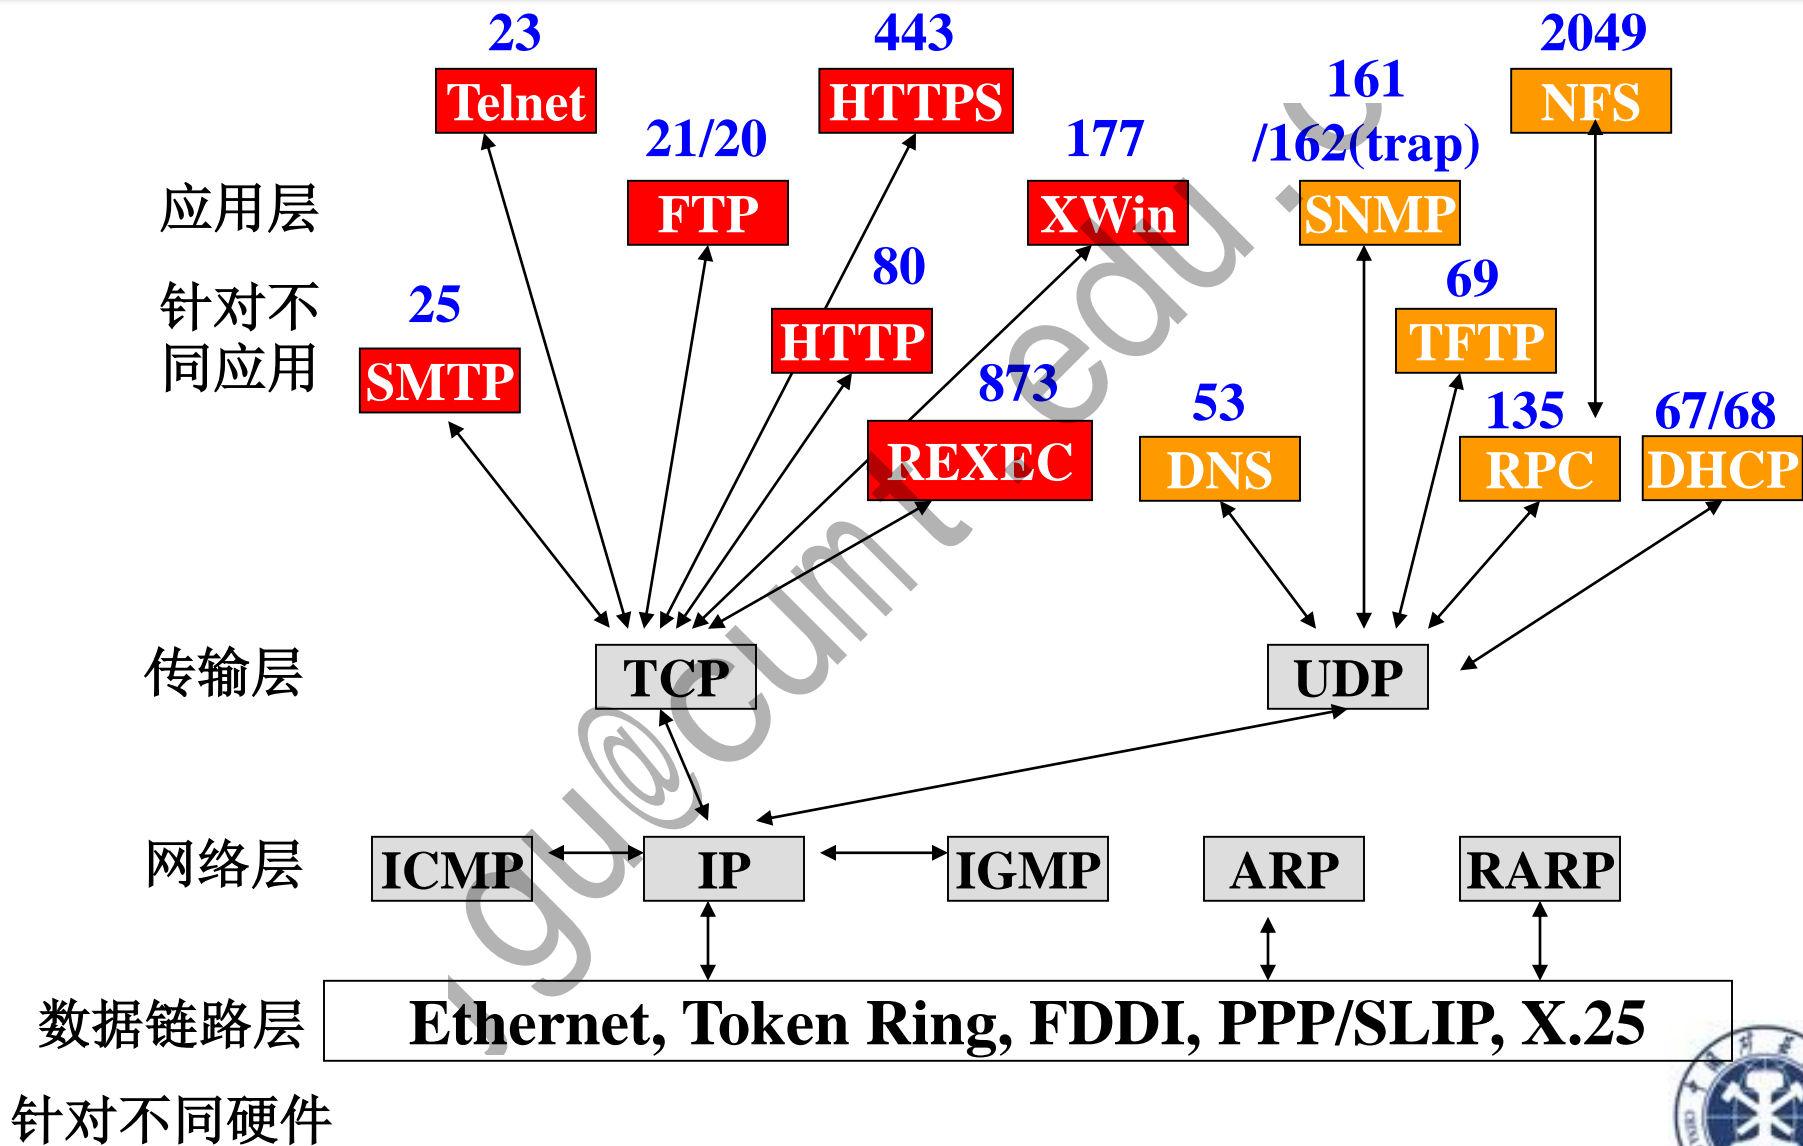 23
443
2049
161
Telnet
HTTPS
NFS
21/20
177
/162(trap)
应用层
FTP
XWin
SNMP
80
69
针对不
25
HTTP
TFTP
同应用
SMTP
873
53
135
67/68
REXEC
DNS
RPC
DHCP
传输层
TCP
UDP
网络层
ICMP
IP
IGMP
ARP
RARP
数据链路层
Ethernet, Token Ring, FDDI, PPP/SLIP, X.25
针对不同硬件
gu@cumt.edu.c